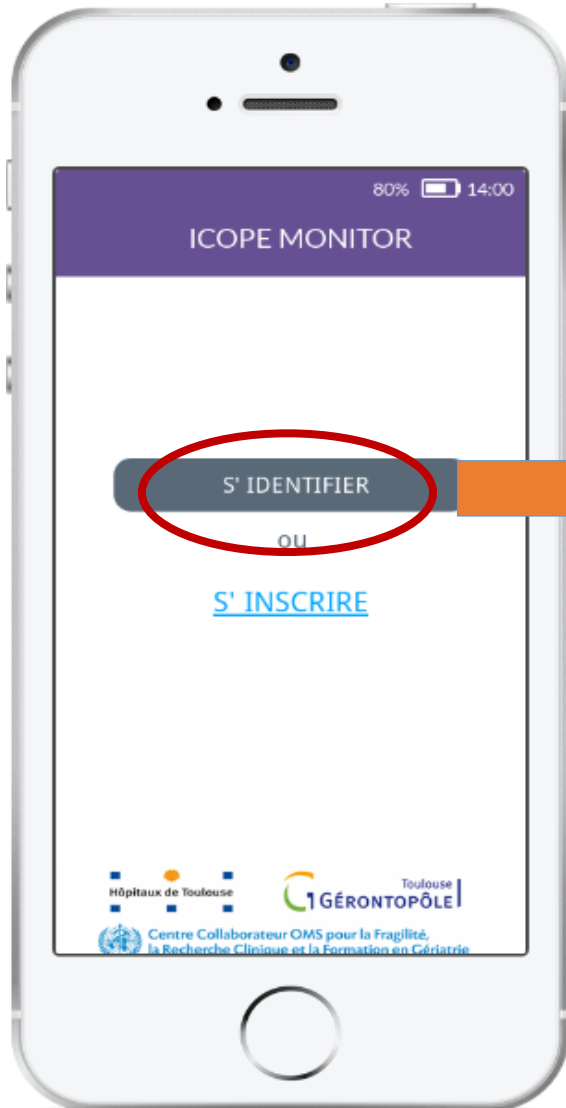 80% 14:00
ICOPE MONITOR
S' IDENTIFIER
ou
S' INSCRIRE
Hôpitaux de Toulouse
Toulouse
GÉRONTOPÔLE
Centre Collaborateur OMS pour la Fragilité,
la Recherche Clinique et la Formation en Gériatrie